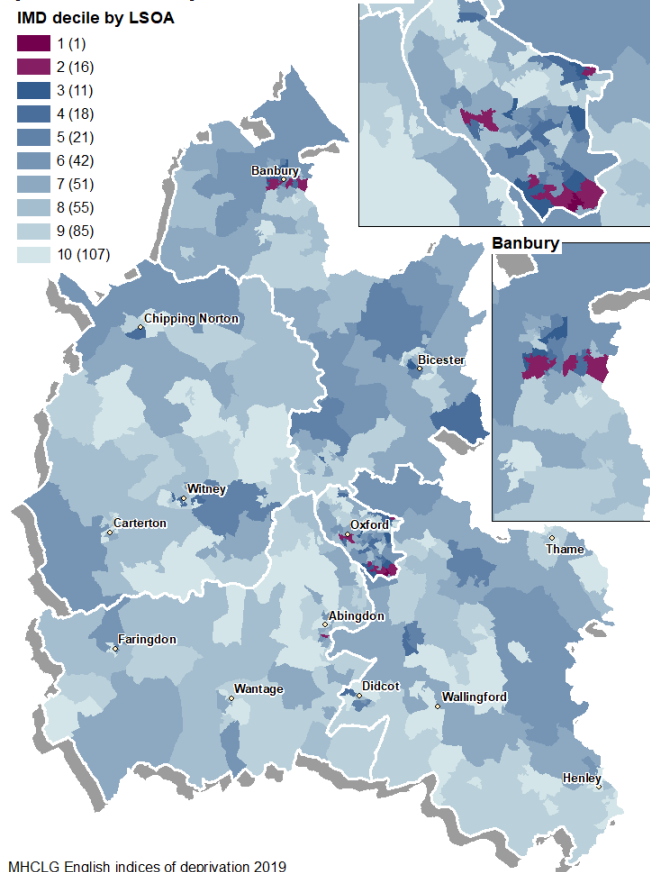 IMD decile by LSOA
1 (1)
2 (16)
3 (11)
4 (18)
5 (21)
6 (42)
7 (51)
8 (55)
9 (85)
10 (107)
Banbury
Banbury
Chipping Norton
Bicester
Witney
Carterton
Oxford
Thame
Abingdon
Faringdon
Wantage
Didcot
Wallingford
Henley
MHCLG English indices of deprivation 2019